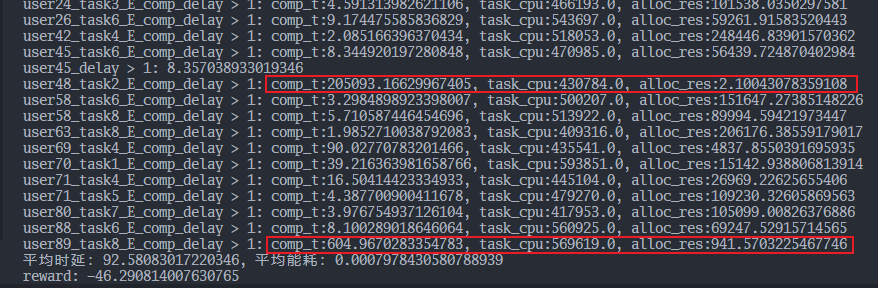 user24_task3_E_comp_delay > 1: comp_t:4.591313982621106, task_cpu:466193.0, alloc_res:101538.0350297581
user26_task6_E_comp_delay > 1: comp_t:9.174475585836829, task_cpu:543697.0, alloc_res:59261.91583520443
user42_task4_E_comp_delay > 1: comp_t:2.085166396370434, task_cpu:518053.0, alloc_res:248446.83901570362
user45_task6_E_comp_delay > 1: comp_t:8.344920197280848, task_cpu:470985.0, alloc_res:56439.724870402984
user45_delay > 1: 8.357038933019346
user48_task2_E_comp_delay > 1: comp_t:205093.16629967405, task_cpu:430784.0, alloc_res:2.10043078359108
user58_task6_E_comp_delay > 1: comp_t:3.2984898923398007, task_cpu:500207.0, alloc_res:151647.27385148226
user58_task8_E_comp_delay > 1: comp_t:5.710587446454696, task_cpu:513922.0, alloc_res:89994.59421973447
user63_task8_E_comp_delay > 1: comp_t:1.9852710038792083, task_cpu:409316.0, alloc_res:206176.38559179017
user69_task4_E_comp_delay > 1: comp_t:90.02770783201466, task_cpu:435541.0, alloc_res:4837.8550391695935
user70_task1_E_comp_delay > 1: comp_t:39.216363981658766, task_cpu:593851.0, alloc_res:15142.938806813914
user71_task4_E_comp_delay > 1: comp_t:16.50414423334933, task_cpu:445104.0, alloc_res:26969.22625655406
user71_task5_E_comp_delay > 1: comp_t:4.387700900411678, task_cpu:479270.0, alloc_res:109230.32605869563
user80_task7_E_comp_delay > 1: comp_t:3.976754937126104, task_cpu:417953.0, alloc_res:105099.00826376886
user88_task6_E_comp_delay > 1: comp_t:8.100289018646064, task_cpu:560925.0, alloc_res:69247.52915714565
user89_task8_E_comp_delay > 1: comp_t:604.9670283354783, task_cpu:569619.0, alloc_res:941.5703225467746
平均时延: 92.58083017220346, 平均能耗: 0.0007978430580788939
reward: -46.290814007630765